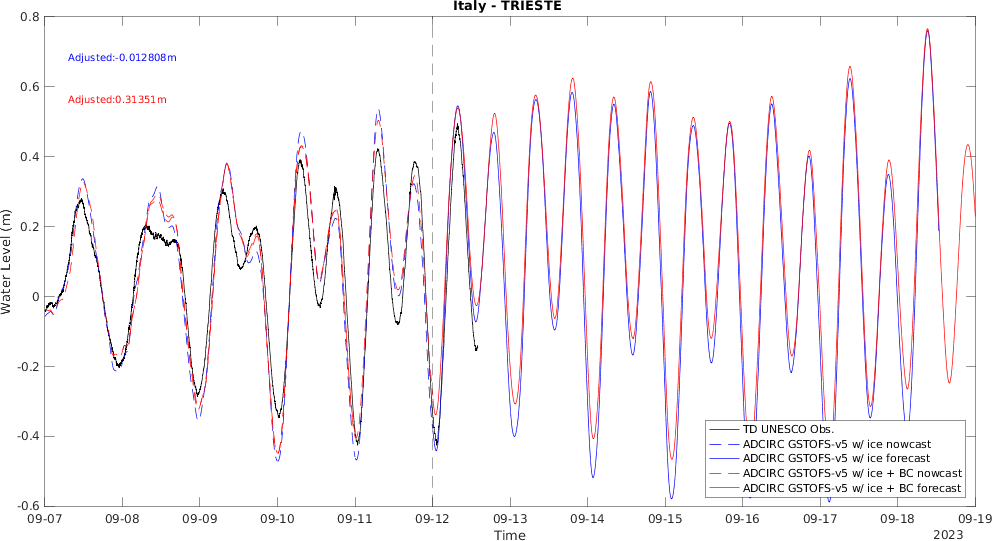 Italy - TRIESTE
Adjusted:-0.012808m
Adjusted:0.31351m
Water Level (m)
0.8
0.6
0.4
0.2
0
-0.2
-0.4
-0.6
TD UNESCO Obs.
ADCIRC GSTOFS-v5 w/ ice nowcast
ADCIRC GSTOFS-v5 w/ ice forecast
ADCIRC GSTOFS-v5 w/ ice + BC nowcast
ADCIRC GSTOFS-v5 w/ ice + BC forecast
09-07 09-08 09-09 09-10 09-11 09-12 09-13 09-14 09-15 09-16 09-17 09-18 09-19
Time
2023